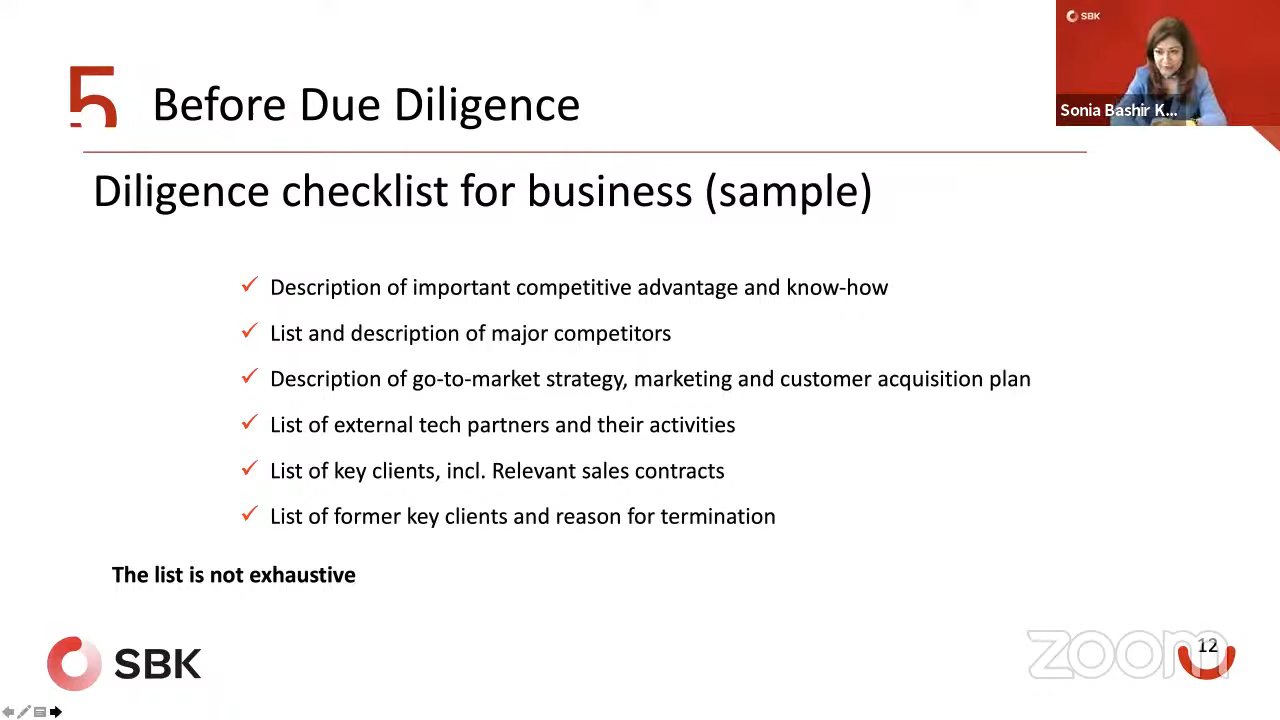 SBK
Sonia Bashir K...
5 Before Due Diligence
Diligence checklist for business (sample)
✓ Description of important competitive advantage and know-how
✓ List and description of major competitors
✓ Description of go-to-market strategy, marketing and customer acquisition plan
✓ List of external tech partners and their activities
✓ List of key clients, incl. Relevant sales contracts
✓ List of former key clients and reason for termination
The list is not exhaustive
SBK
zoom
12